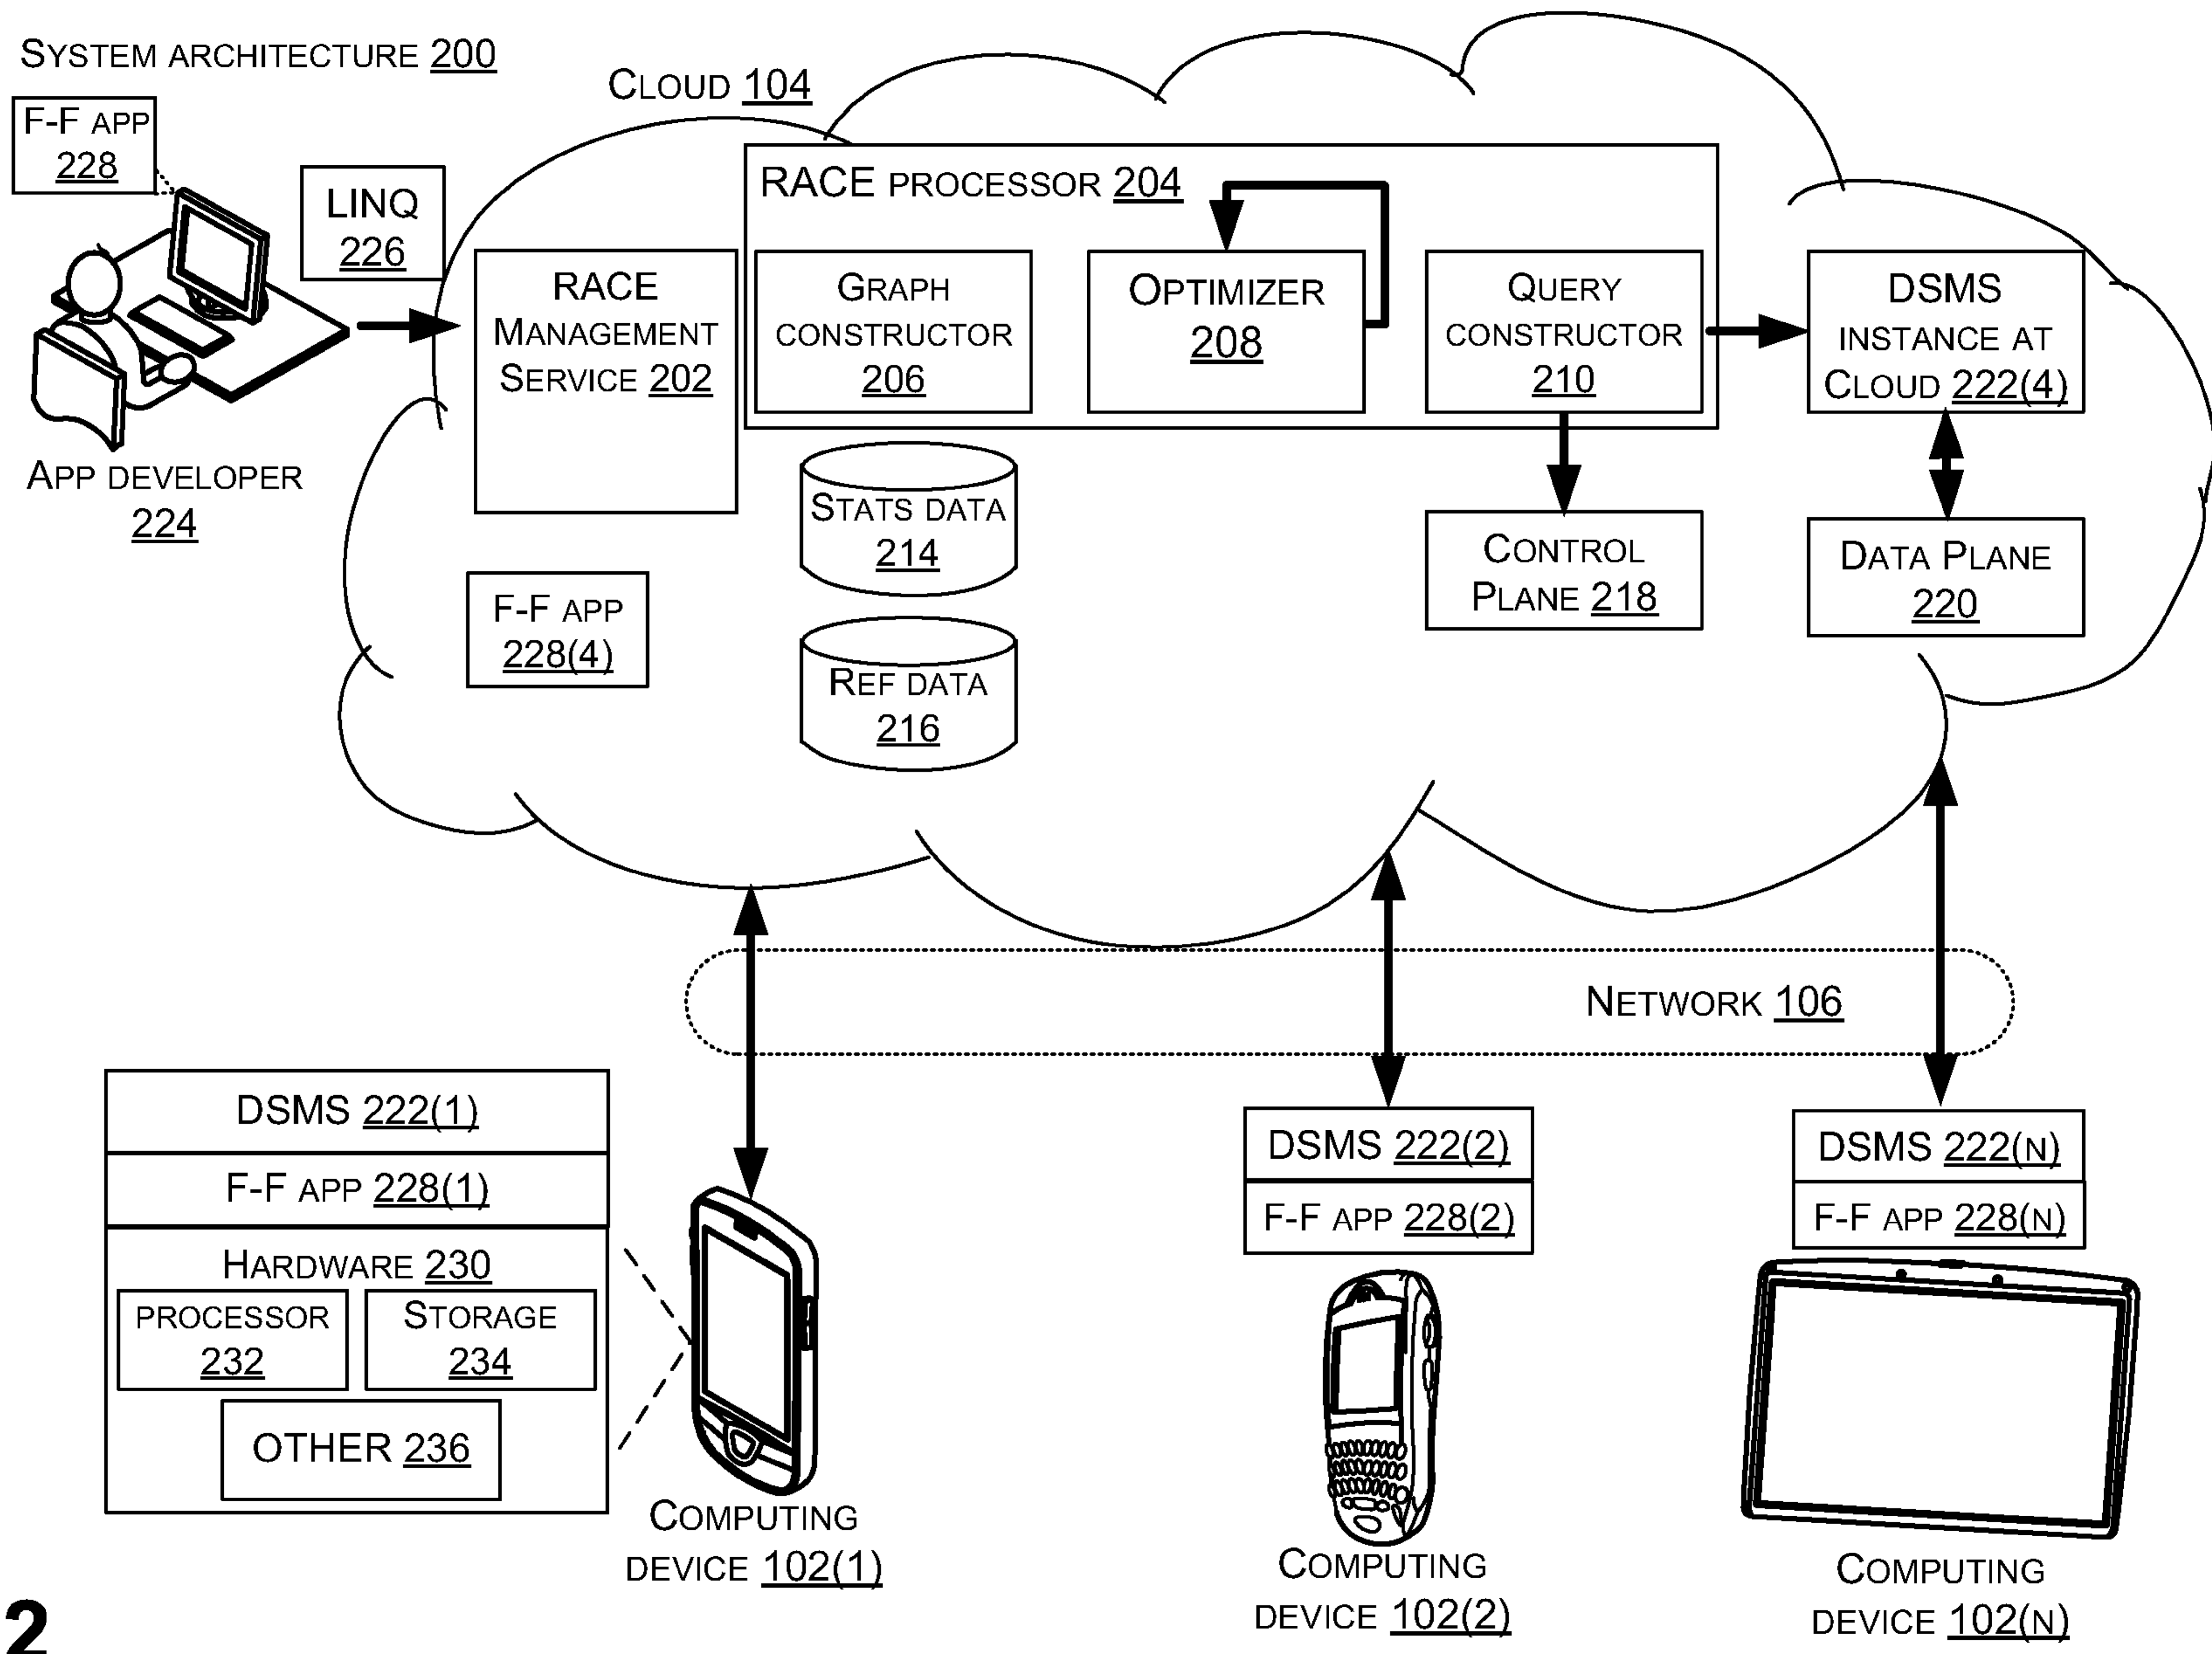 SYSTEM ARCHITECTURE 200
F-F APP
228
LINQ
226
APP DEVELOPER
224
CLOUD 104
RACE PROCESSOR 204
RACE
MANAGEMENT
SERVICE 202
GRAPH
CONSTRUCTOR
206
OPTIMIZER
208
QUERY
CONSTRUCTOR
210
DSMS
INSTANCE AT
CLOUD 222(4)
STATS DATA
214
REF DATA
216
F-F APP
228(4)
CONTROL
PLANE 218
DATA PLANE
220
NETWORK 106
DSMS 222(1)
F-F APP 228(1)
HARDWARE 230
PROCESSOR
232
STORAGE
234
OTHER 236
COMPUTING
DEVICE 102(1)
DSMS 222(2)
F-F APP 228(2)
COMPUTING
DEVICE 102(2)
DSMS 222(N)
F-F APP 228(N)
COMPUTING
DEVICE 102(N)
2